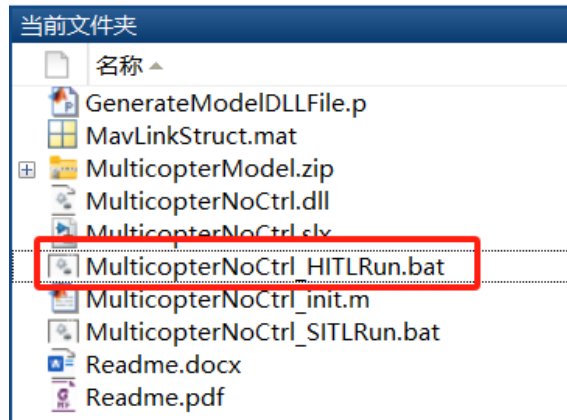 当前文件夹
名称
GenerateModelDLLFile.p
MavLinkStruct.mat
MulticopterModel.zip
MulticopterNoCtrl.dll
MulticopterNoCtrl.slx
MulticopterNoCtrl_HITLRun.bat
MulticopterNoCtrl_init.m
MulticopterNoCtrl_SITLRun.bat
Readme.docx
Readme.pdf